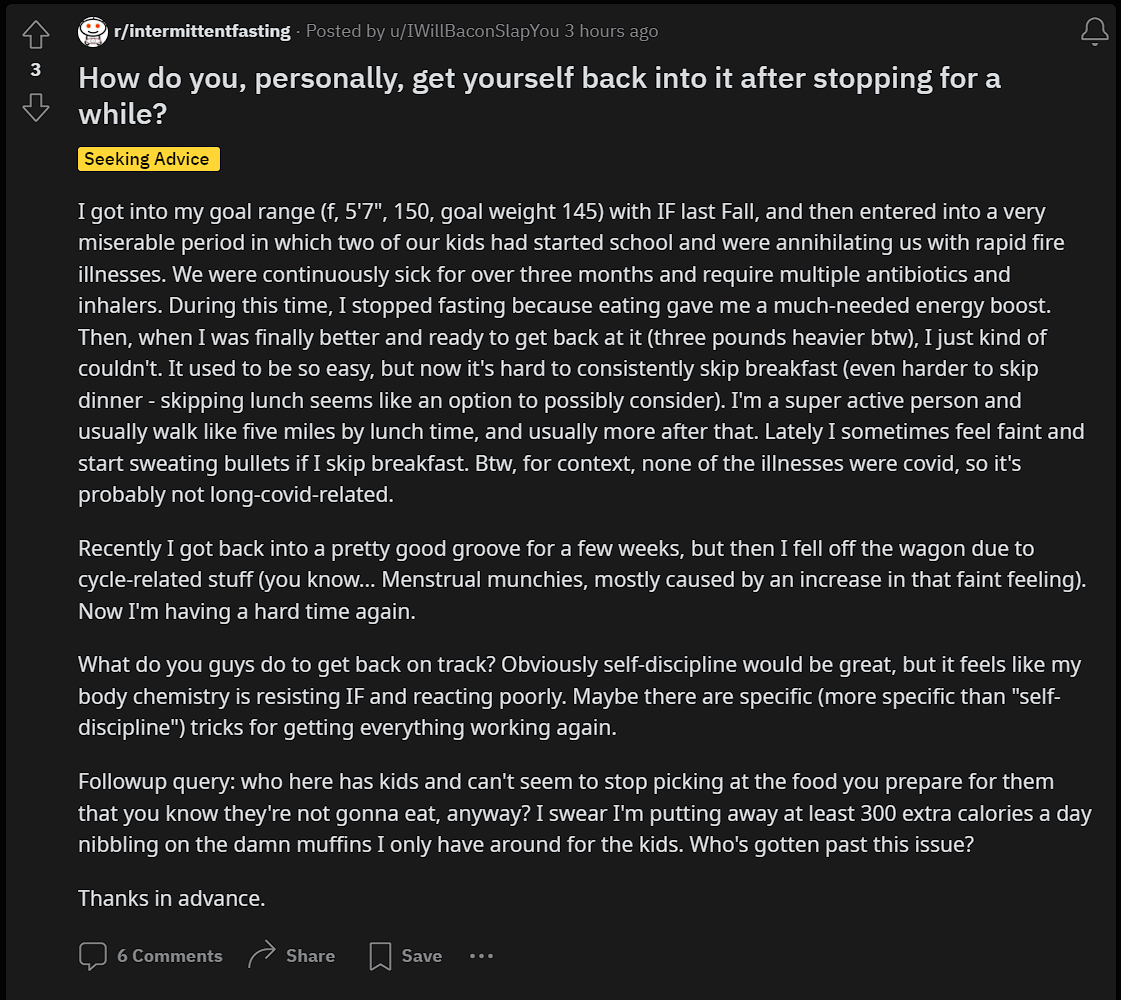 r/intermittentfasting · Posted by u/IWillBaconSlapYou 3 hours ago
3
How do you, personally, get yourself back into it after stopping for a
while?
Seeking Advice
I got into my goal range (f, 5'7", 150, goal weight 145) with IF last Fall, and then entered into a very
miserable period in which two of our kids had started school and were annihilating us with rapid fire
illnesses. We were continuously sick for over three months and require multiple antibiotics and
inhalers. During this time, I stopped fasting because eating gave me a much-needed energy boost.
Then, when I was finally better and ready to get back at it (three pounds heavier btw), I just kind of
couldn't. It used to be so easy, but now it's hard to consistently skip breakfast (even harder to skip
dinner - skipping lunch seems like an option to possibly consider). I'm a super active person and
usually walk like five miles by lunch time, and usually more after that. Lately I sometimes feel faint and
start sweating bullets if I skip breakfast. Btw, for context, none of the illnesses were covid, so it's
probably not long-covid-related.
Recently I got back into a pretty good groove for a few weeks, but then I fell off the wagon due to
cycle-related stuff (you know... Menstrual munchies, mostly caused by an increase in that faint feeling).
Now I'm having a hard time again.
What do you guys do to get back on track? Obviously self-discipline would be great, but it feels like my
body chemistry is resisting IF and reacting poorly. Maybe there are specific (more specific than "self-
discipline") tricks for getting everything working again.
Followup query: who here has kids and can't seem to stop picking at the food you prepare for them
that you know they're not gonna eat, anyway? I swear I'm putting away at least 300 extra calories a day
nibbling on the damn muffins I only have around for the kids. Who's gotten past this issue?
Thanks in advance.
6 Comments Share Save ...